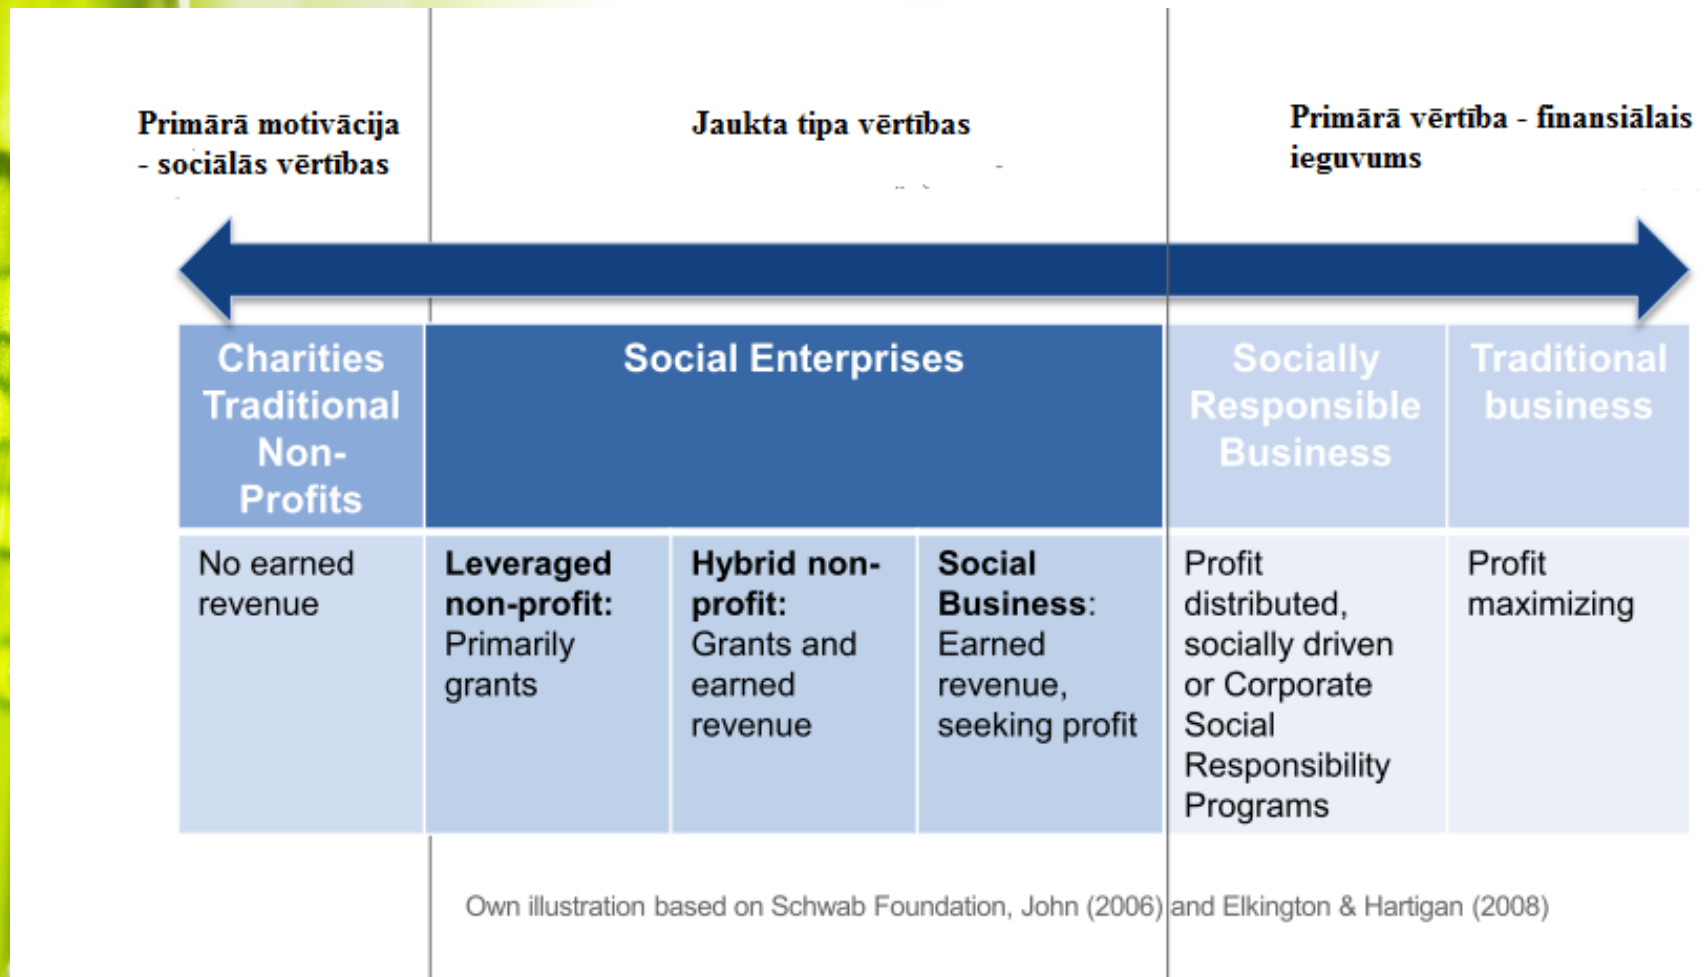 Primārā motivācija
- sociālās vērtības
Jaukta tipa vērtības
Primārā vērtība - finansiālais
ieguvums
Charities
Traditional
Non-
Profits
Social Enterprises
Socially
Responsible
Business
Traditional
business
No earned
revenue
Leveraged
non-profit:
Primarily
grants
Hybrid non-
profit:
Grants and
earned
revenue
Social
Business:
Earned
revenue,
seeking profit
Profit
distributed,
socially driven
or Corporate
Social
Responsibility
Programs
Profit
maximizing
Own illustration based on Schwab Foundation, John (2006) and Elkington & Hartigan (2008)